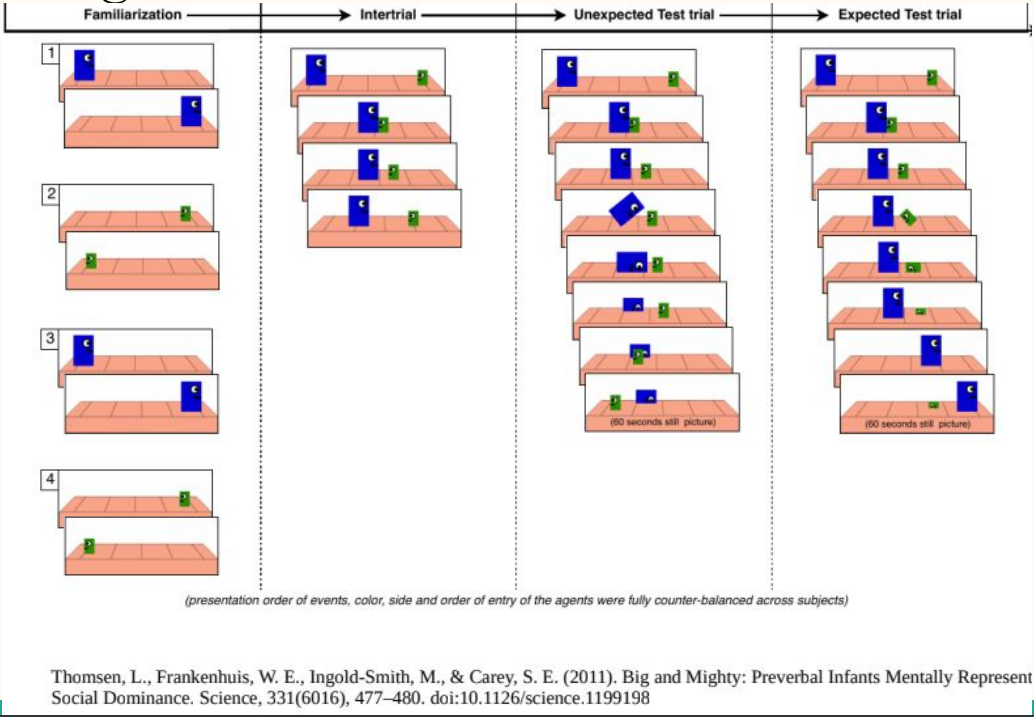 Familiarization
Intertrial
Unexpected Test trial
Expected Test trial
1
2
3
4
(60 seconds still picture)
(60 seconds still picture)
(presentation order of events, color, side and order of entry of the agents were fully counter-balanced across subjects)
Thomsen, L., Frankenhuis, W. E., Ingold-Smith, M., & Carey, S. E. (2011). Big and Mighty: Preverbal Infants Mentally Represent
Social Dominance. Science, 331(6016), 477–480. doi:10.1126/science.1199198